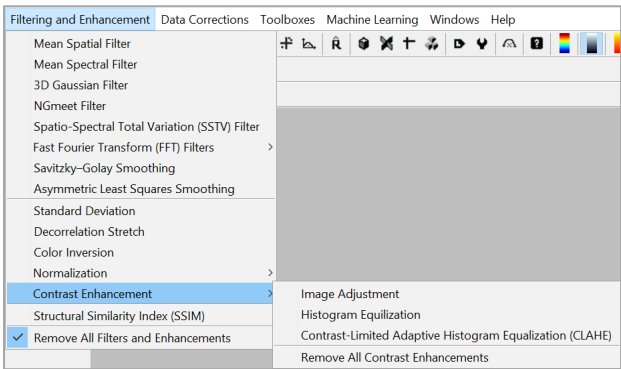 Filtering and Enhancement Data Corrections Toolboxes Machine Learning Windows Help
Mean Spatial Filter
Mean Spectral Filter
3D Gaussian Filter
NGmeet Filter
Spatio-Spectral Total Variation (SSTV) Filter
Fast Fourier Transform (FFT) Filters
Savitzky–Golay Smoothing
Asymmetric Least Squares Smoothing
Standard Deviation
Decorrelation Stretch
Color Inversion
Normalization
Contrast Enhancement
Structural Similarity Index (SSIM)
Remove All Filters and Enhancements
Image Adjustment
Histogram Equilization
Contrast-Limited Adaptive Histogram Equalization (CLAHE)
Remove All Contrast Enhancements